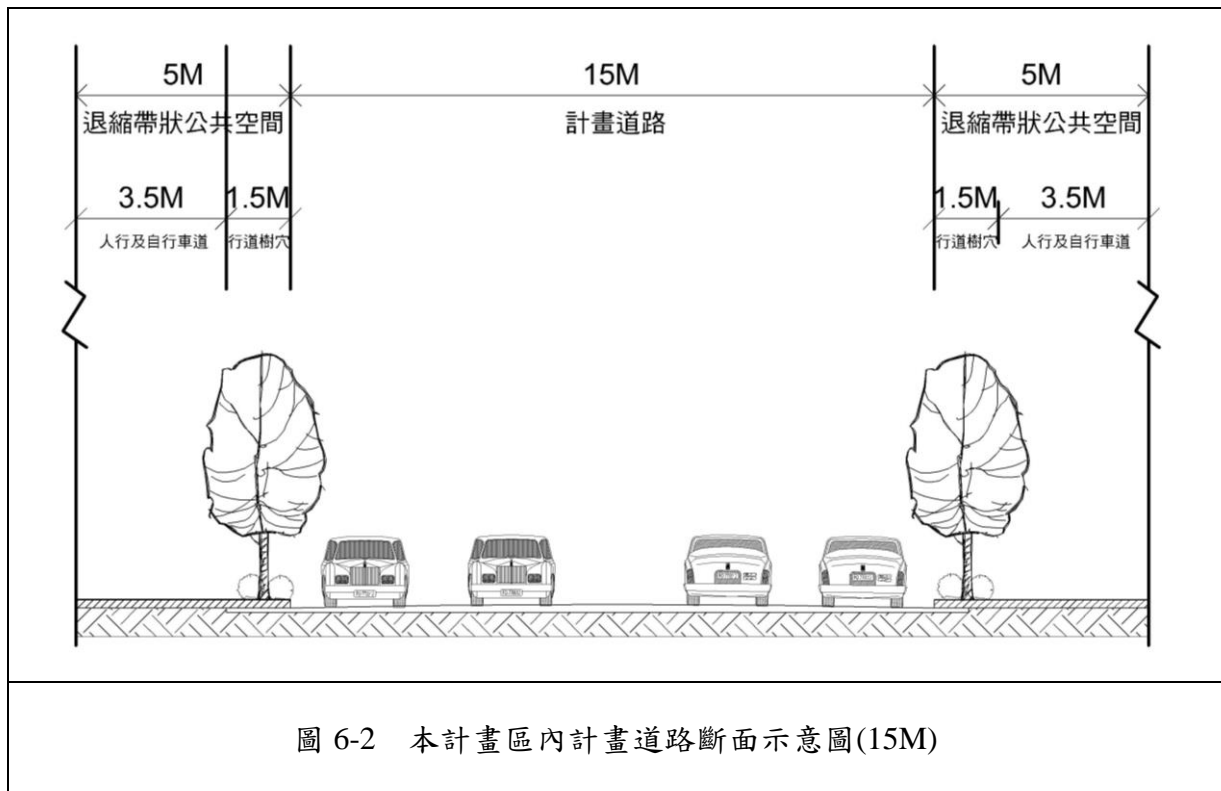 5M 15M 5M
退縮帶狀公共空間 計畫道路 退縮帶狀公共空間
3.5M 1.5M 1.5M 3.5M
人行及自行車道 行道樹穴 行道樹穴 人行及自行車道
圖 6-2 本計畫區內計畫道路斷面示意圖(15M)